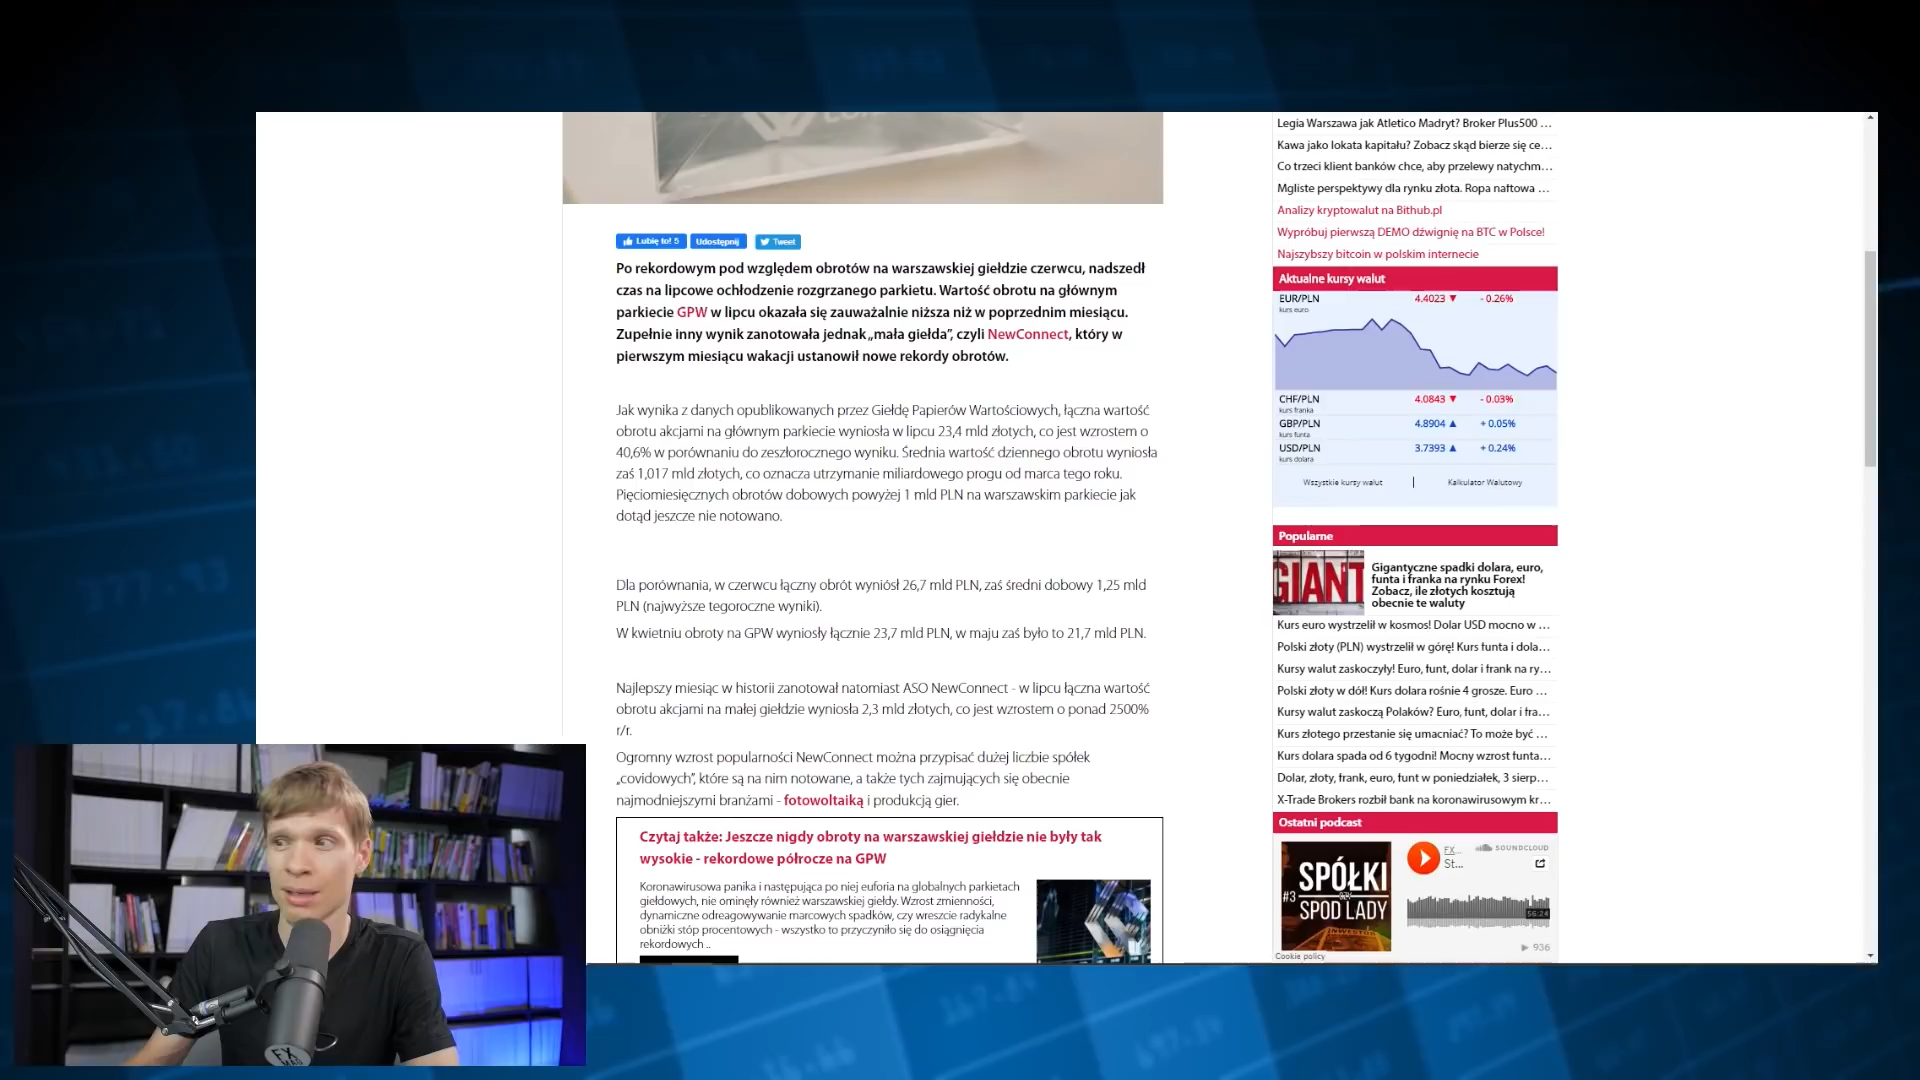 Lubię to! 5 Udostępnij Tweet
Po rekordowym pod względem obrotów na warszawskiej giełdzie czerwcu, nadszedł
czas na lipcowe ochłodzenie rozgrzanego parkietu. Wartość obrotu na głównym
parkiecie GPW w lipcu okazała się zauważalnie niższa niż w poprzednim miesiącu.
Zupełnie inny wynik zanotowała jednak „mała giełda”, czyli NewConnect, który w
pierwszym miesiącu wakacji ustanowił nowe rekordy obrotów.
Jak wynika z danych opublikowanych przez Giełdę Papierów Wartościowych, łączna wartość
obrotu akcjami na głównym parkiecie wyniosła w lipcu 23,4 mld złotych, co jest wzrostem o
40,6% w porównaniu do zeszłorocznego wyniku. Średnia wartość dziennego obrotu wyniosła
zaś 1,017 mld złotych, co oznacza utrzymanie miliardowego progu od marca tego roku.
Pięciomiesięcznych obrotów dobowych powyżej 1 mld PLN na warszawskim parkiecie jak
dotąd jeszcze nie notowano.
Dla porównania, w czerwcu łączny obrót wyniósł 26,7 mld PLN, zaś średni dobowy 1,25 mld
PLN (najwyższe tegoroczne wyniki).
W kwietniu obroty na GPW wyniosły łącznie 23,7 mld PLN, w maju zaś było to 21,7 mld PLN.
Najlepszy miesiąc w historii zanotował natomiast ASO NewConnect - w lipcu łączna wartość
obrotu akcjami na małej giełdzie wyniosła 2,3 mld złotych, co jest wzrostem o ponad 2500%
r/r.
Ogromny wzrost popularności NewConnect można przypisać dużej liczbie spółek
„covidowych”, które są na nim notowane, a także tych zajmujących się obecnie
najmodniejszymi branżami - fotowoltaiką i produkcją gier.
Czytaj także: Jeszcze nigdy obroty na warszawskiej giełdzie nie były tak
wysokie - rekordowe półrocze na GPW
Koronawirusowa panika i następująca po niej euforia na globalnych parkietach
giełdowych, nie ominęły również warszawskiej giełdy. Wzrost zmienności,
dynamiczne odreagowywanie marcowych spadków, czy wreszcie radykalne
obniżki stóp procentowych - wszystko to przyczyniło się do osiągnięcia
rekordowych ..
Legia Warszawa jak Atletico Madryt? Broker Plus500 ...
Kawa jako lokata kapitału? Zobacz skąd bierze się ce...
Co trzeci klient banków chce, aby przelewy natychm...
Mgliste perspektywy dla rynku złota. Ropa naftowa ...
Analizy kryptowalut na Bithub.pl
Wypróbuj pierwszą DEMO dźwignię na BTC w Polsce!
Najszybszy bitcoin w polskim internecie
Aktualne kursy walut
EUR/PLN 4.4023 ▼ - 0.26%
kurs euro
CHF/PLN 4.0843 ▼ - 0.03%
kurs franka
GBP/PLN 4.8904 ▲ + 0.05%
kurs funta
USD/PLN 3.7393 ▲ + 0.24%
kurs dolara
Wszystkie kursy walut | Kalkulator Walutowy
Popularne
GIANT
Gigantyczne spadki dolara, euro,
funta i franka na rynku Forex!
Zobacz, ile złotych kosztują
obecnie te waluty
Kurs euro wystrzelił w kosmos! Dolar USD mocno w ...
Polski złoty (PLN) wystrzelił w górę! Kurs funta i dola...
Kursy walut zaskoczyły! Euro, funt, dolar i frank na ry...
Polski złoty w dół! Kurs dolara rośnie 4 grosze. Euro ...
Kursy walut zaskoczą Polaków? Euro, funt, dolar i fra...
Kurs złotego przestanie się umacniać? To może być ...
Kurs dolara spada od 6 tygodni! Mocny wzrost funta...
Dolar, złoty, frank, euro, funt w poniedziałek, 3 sierp...
X-Trade Brokers rozbił bank na koronawirusowym kr...
Ostatni podcast
#3 SPÓŁKI
SPOD LADY
FX...
St...
SOUNDCLOUD
56:24
936
Cookie policy
FX
MAG